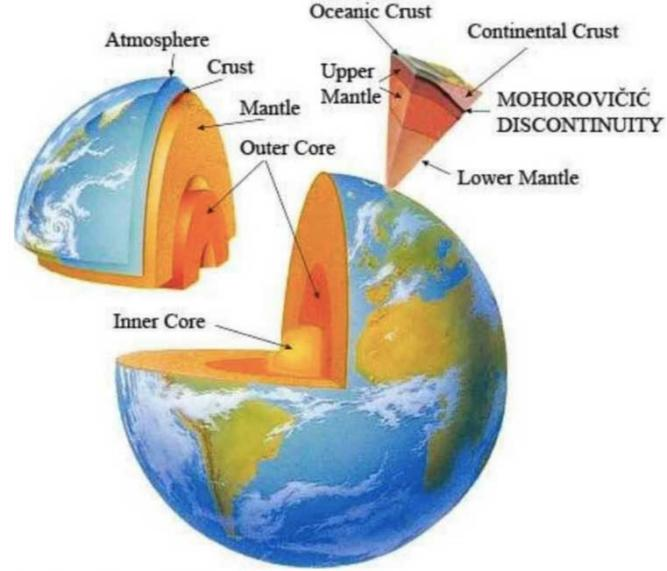 Oceanic Crust
Continental Crust
Atmosphere
Crust
Upper
Mantle
Mantle
MOHOROVIČIĆ
DISCONTINUITY
Outer Core
Lower Mantle
Inner Core